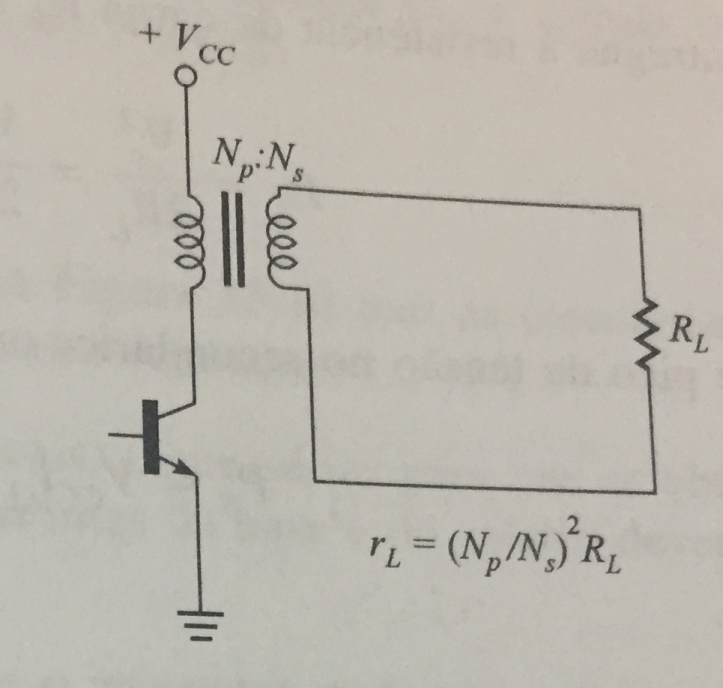 + V_CC
N_p:N_s
R_L
r_L = (N_p/N_s)^2 R_L